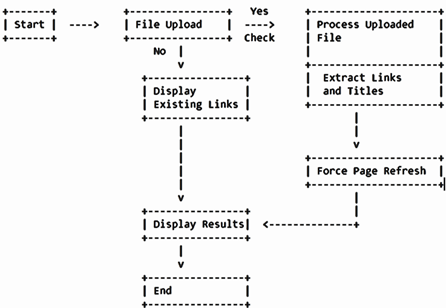 Yes
Start File Upload Process Uploaded
Check File
No
Extract Links
Display and Titles
Existing Links
Force Page Refresh
Display Results
End